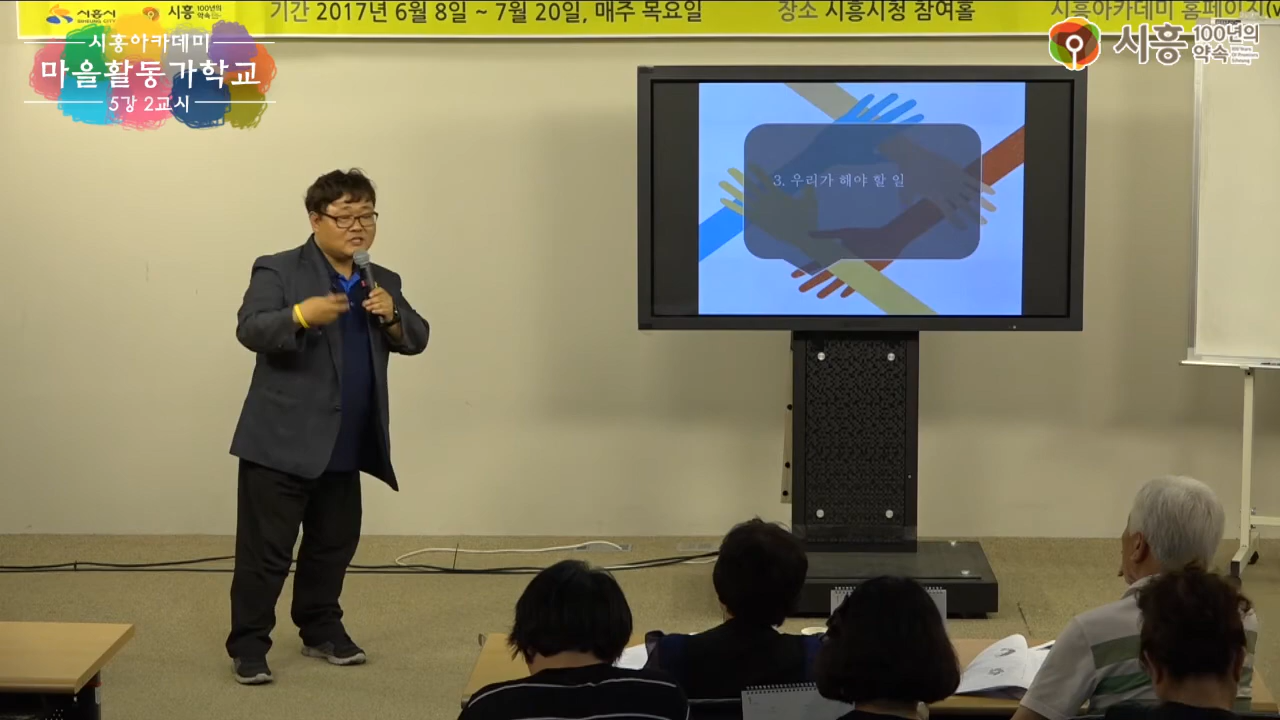 시흥시
SIHEUNG CITY
시흥 100년의 약속
기간 2017년 6월 8일 ~ 7월 20일, 매주 목요일
장소 시흥시청 참여홀
시흥아카데미 홈페이지(w
시흥아카데미
마을활동가학교
5강 2교시
시흥 100년의 약속
3. 우리가 해야 할 일